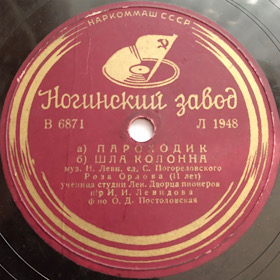 НАРКОММАШ СССР
Ногинский завод
В 6871 Л 1948
а) ПАРОХОДИК
б) ШЛА КОЛОННА
муз. Н. Леви, сл. С. Погореловского
Роза Орлова (11 лет)
ученица студии Лен. Дворца пионеров
п/р И. И. Левидова
ф-но О. Д. Постоловская